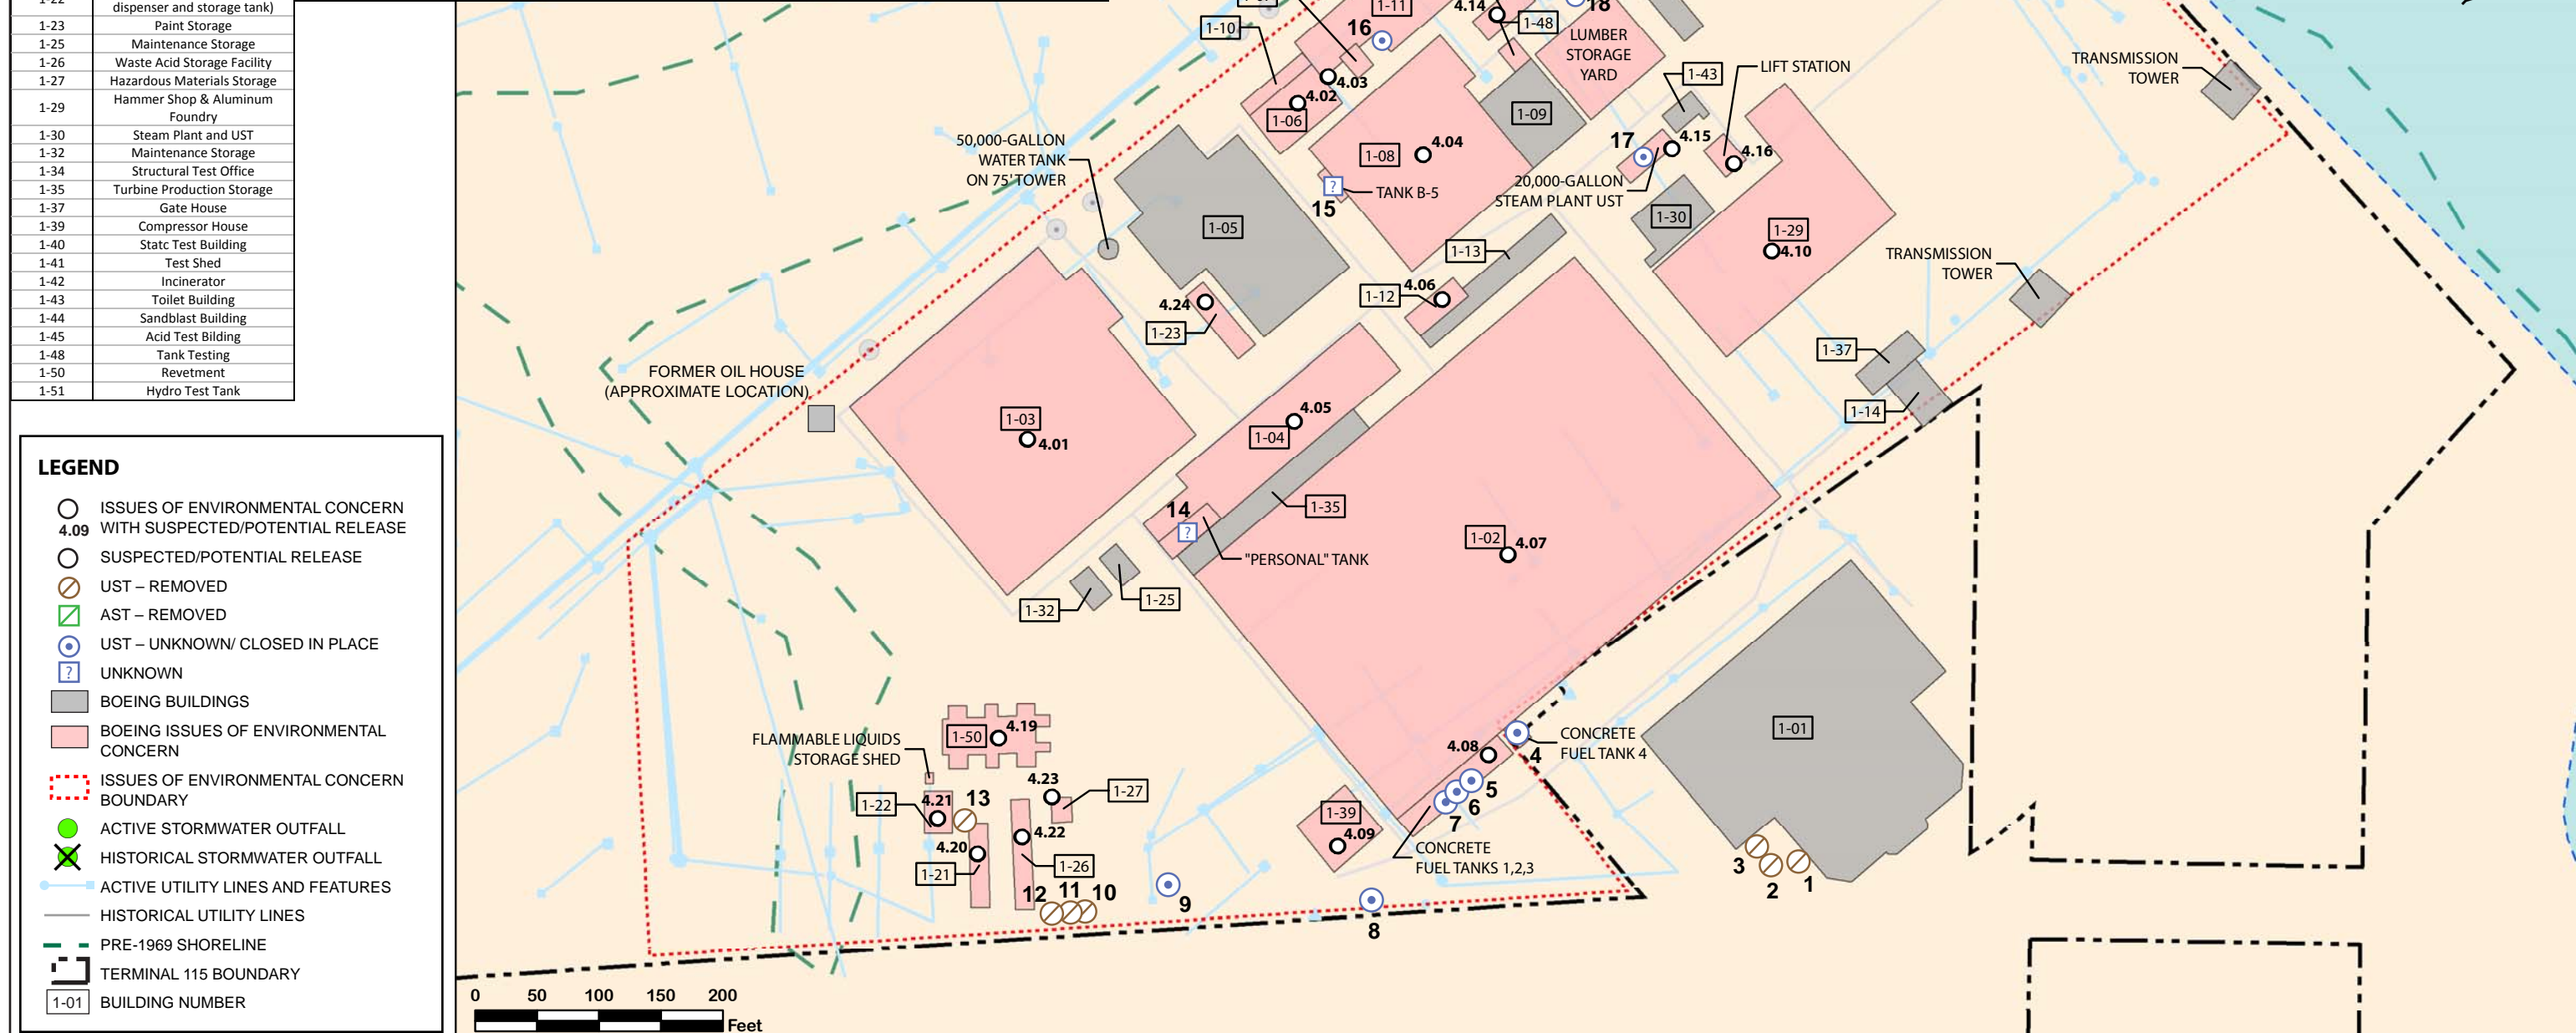 1-22 dispenser and storage tank)
1-23 Paint Storage
1-25 Maintenance Storage
1-26 Waste Acid Storage Facility
1-27 Hazardous Materials Storage
1-29 Hammer Shop & Aluminum
Foundry
1-30 Steam Plant and UST
1-32 Maintenance Storage
1-34 Structural Test Office
1-35 Turbine Production Storage
1-37 Gate House
1-39 Compressor House
1-40 Statc Test Building
1-41 Test Shed
1-42 Incinerator
1-43 Toilet Building
1-44 Sandblast Building
1-45 Acid Test Bilding
1-48 Tank Testing
1-50 Revetment
1-51 Hydro Test Tank
LEGEND
ISSUES OF ENVIRONMENTAL CONCERN
4.09 WITH SUSPECTED/POTENTIAL RELEASE
SUSPECTED/POTENTIAL RELEASE
UST – REMOVED
AST – REMOVED
UST – UNKNOWN/ CLOSED IN PLACE
? UNKNOWN
BOEING BUILDINGS
BOEING ISSUES OF ENVIRONMENTAL
CONCERN
ISSUES OF ENVIRONMENTAL CONCERN
BOUNDARY
ACTIVE STORMWATER OUTFALL
HISTORICAL STORMWATER OUTFALL
ACTIVE UTILITY LINES AND FEATURES
HISTORICAL UTILITY LINES
PRE-1969 SHORELINE
TERMINAL 115 BOUNDARY
1-01 BUILDING NUMBER
1-11
4.14
18
1-48
1-10
16
LUMBER
STORAGE
YARD
4.03
4.02
1-06
1-09
1-43
LIFT STATION
TRANSMISSION
TOWER
50,000-GALLON
WATER TANK
ON 75' TOWER
1-08
4.04
17
4.15
4.16
?
15
TANK B-5
20,000-GALLON
STEAM PLANT UST
1-05
1-30
1-29
4.10
1-13
TRANSMISSION
TOWER
4.06
1-12
4.24
1-23
1-37
1-14
FORMER OIL HOUSE
(APPROXIMATE LOCATION)
1-03
4.01
4.05
1-04
14
?
1-35
"PERSONAL" TANK
1-02
4.07
1-32
1-25
1-01
FLAMMABLE LIQUIDS
STORAGE SHED
1-50
4.19
4.08
4
CONCRETE
FUEL TANK 4
4.23
1-27
5
6
7
1-22
4.21
13
4.22
4.20
1-21
1-26
1-39
4.09
CONCRETE
FUEL TANKS 1,2,3
12
11
10
9
8
3
2
1
0 50 100 150 200
Feet